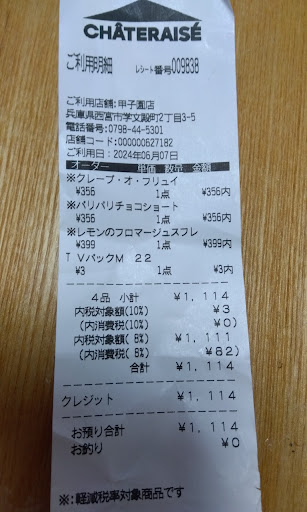 CHÂTERAISÉ
ご利用明細 レシート番号009838
ご利用店舗:甲子園店
兵庫県西宮市学文殿町2丁目3-5
電話番号:0798-44-5301
店舗コード:000000627182
ご利用日:2024年06月07日
オーダー 単価 数量 金額
※クレープ・オ・フリュイ
¥356 1点 ¥356内
※パリパリチョコショート
¥356 1点 ¥356内
※レモンのフロマージュスフレ
¥399 1点 ¥399内
TVパックM 22
¥3 1点 ¥3内
4品 小計 ¥1,114
内税対象額(10%) ¥3
(内消費税(10%) ¥0)
内税対象額( 8%) ¥1,111
(内消費税( 8%) ¥82)
合計 ¥1,114
クレジット ¥1,114
お預り合計 ¥1,114
お釣り ¥0
※:軽減税率対象商品です